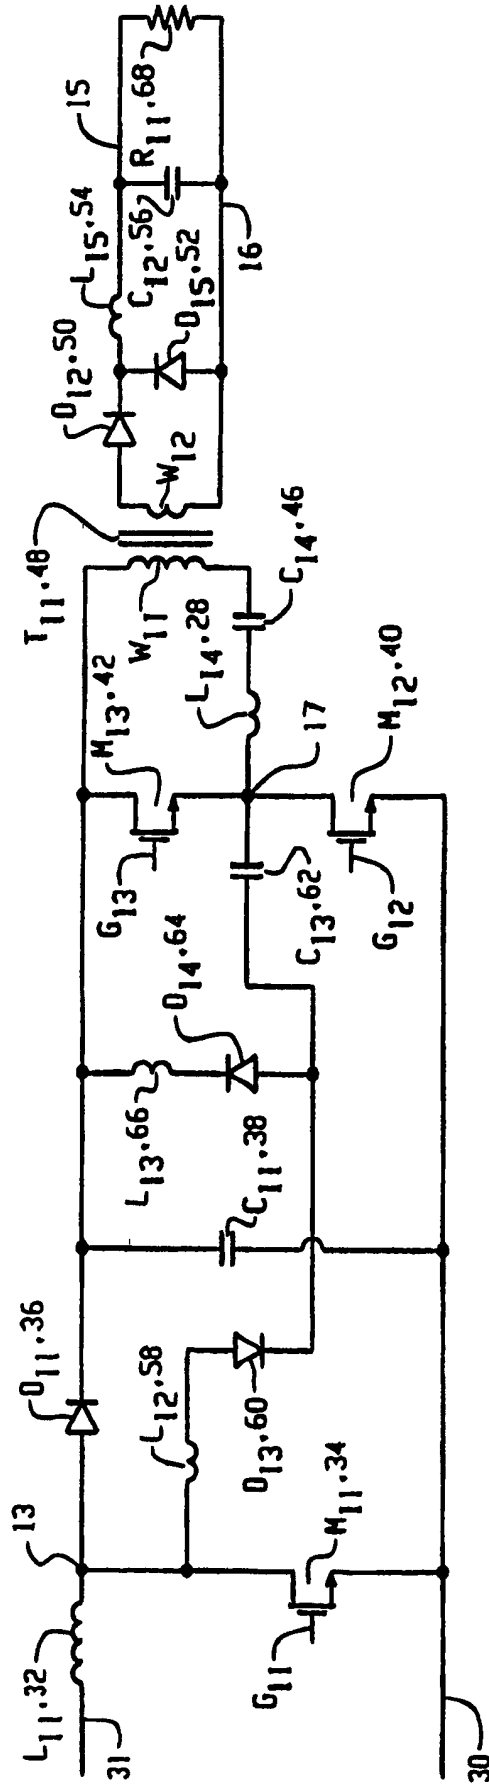 L11,32
13
D11,36
31
L12,58
D13,60
G11
M11,34
30
C11,38
L13,66
D14,64
G13
M13,42
C13,62
17
G12
M12,40
T11,48
W11
L14,28
C14,46
W12
D12,50
L15,54
15
C12,56
D15,52
R11,68
16